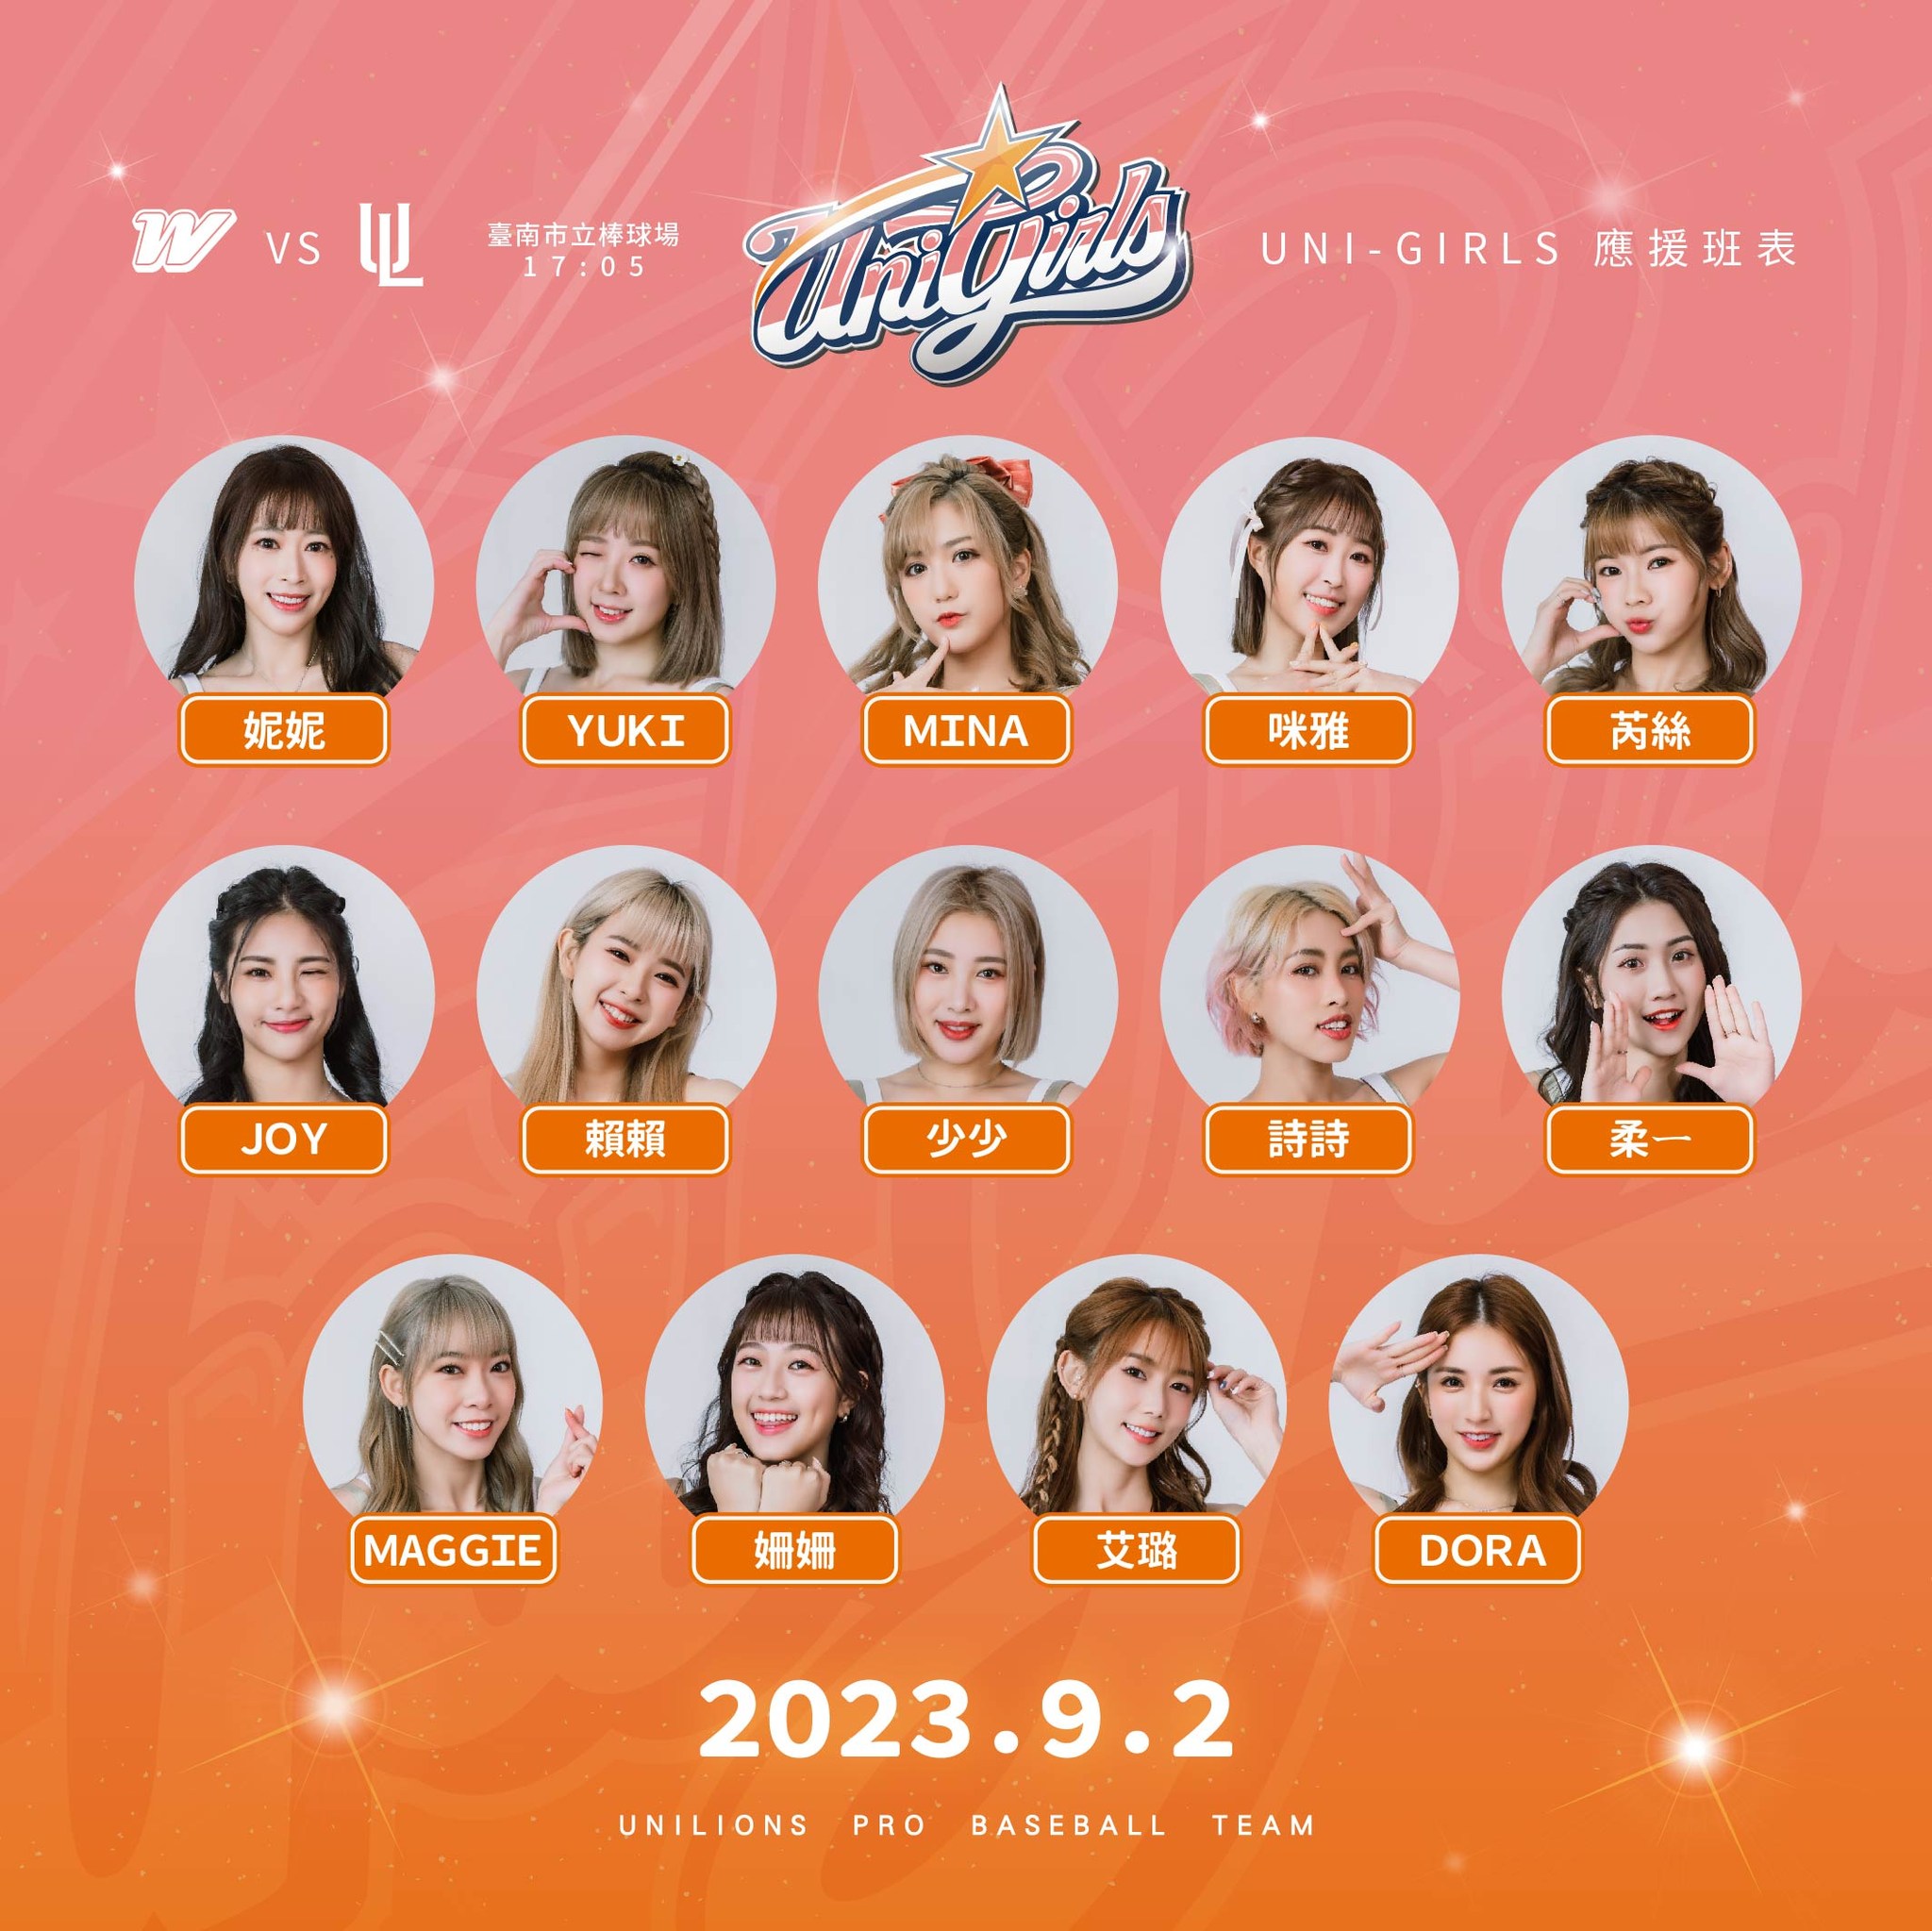 W VS UL
臺南市立棒球場
17:05
UniGirls
UNI-GIRLS 應援班表
妮妮
YUKI
MINA
咪雅
芮絲
JOY
賴賴
少少
詩詩
柔一
MAGGIE
姍姍
艾璐
DORA
2023.9.2
UNILIONS PRO BASEBALL TEAM